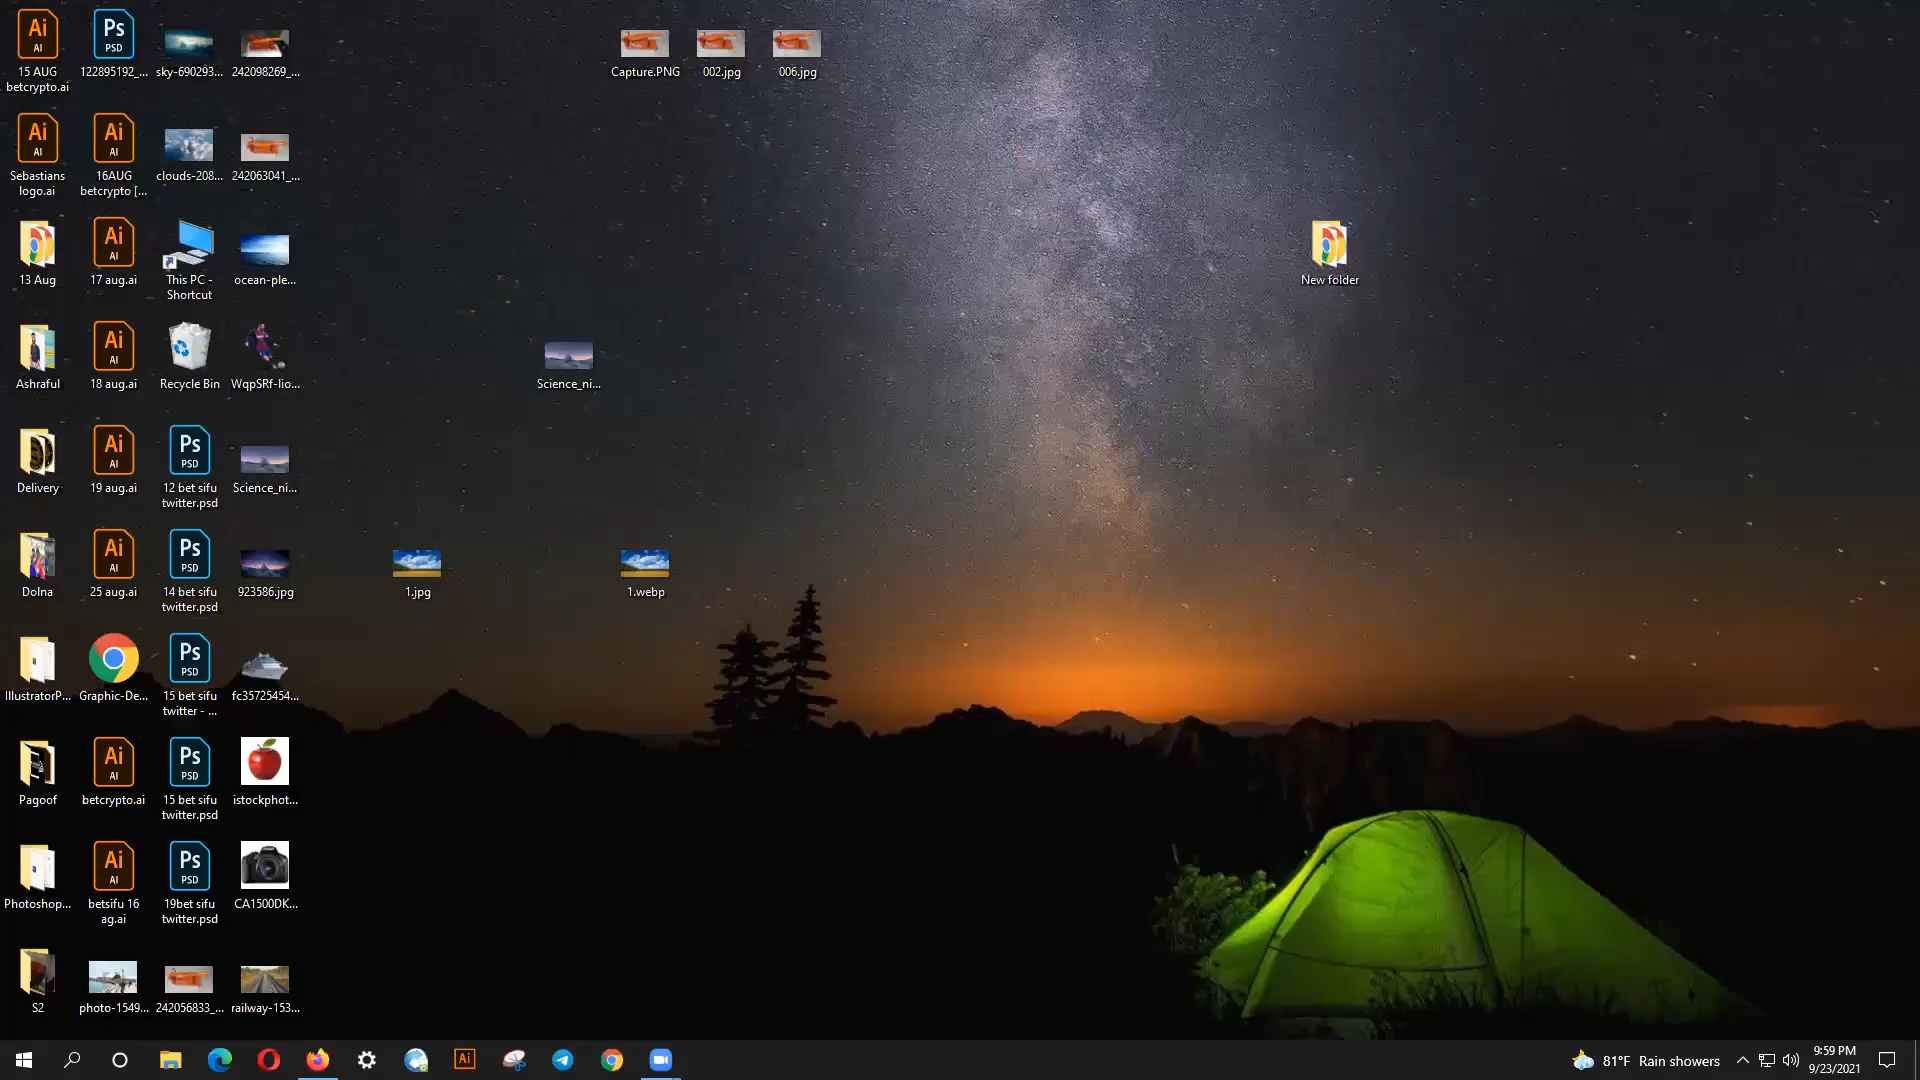 Ai
AI
15 AUG
betcrypto.ai
Ps
PSD
122895192_...
sky-690293...
242098269_...
Capture.PNG
002.jpg
006.jpg
Ai
AI
Sebastians
logo.ai
Ai
AI
16AUG
betcrypto [...
clouds-208...
242063041_...
13 Aug
Ai
AI
17 aug.ai
This PC -
Shortcut
ocean-ple...
New folder
Ashraful
Ai
AI
18 aug.ai
Recycle Bin
WqpSRf-lio...
Science_ni...
Delivery
Ai
AI
19 aug.ai
Ps
PSD
12 bet sifu
twitter.psd
Science_ni...
Dolna
Ai
AI
25 aug.ai
Ps
PSD
14 bet sifu
twitter.psd
923586.jpg
1.jpg
1.webp
IllustratorP...
Graphic-De...
Ps
PSD
15 bet sifu
twitter - ...
fc35725454...
Pagoof
Ai
AI
betcrypto.ai
Ps
PSD
15 bet sifu
twitter.psd
istockphot...
Photoshop...
Ai
AI
betsifu 16
ag.ai
Ps
PSD
19bet sifu
twitter.psd
CA1500DK...
S2
photo-1549...
242056833_...
railway-153...
Ai
81°F Rain showers
9:59 PM
9/23/2021